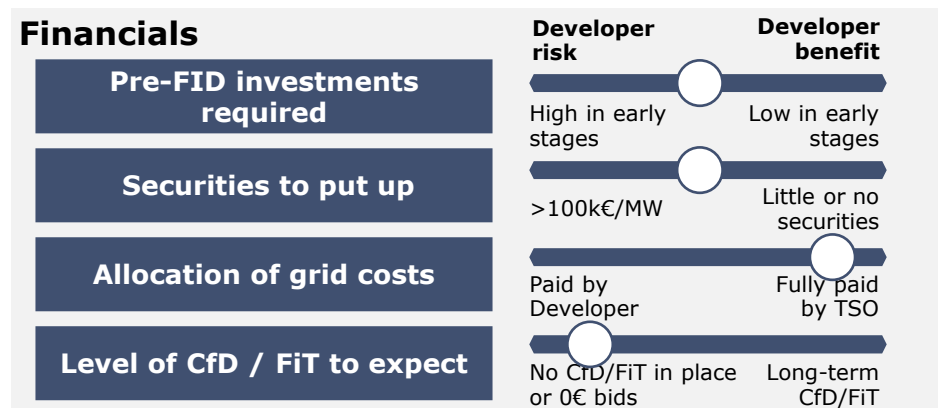 Financials
Developer
risk
Developer
benefit
Pre-FID investments
required
High in early
stages
Low in early
stages
Securities to put up
>100k€/MW
Little or no
securities
Allocation of grid costs
Paid by
Developer
Fully paid
by TSO
Level of CfD / FiT to expect
No CfD/FiT in place
or 0€ bids
Long-term
CfD/FiT